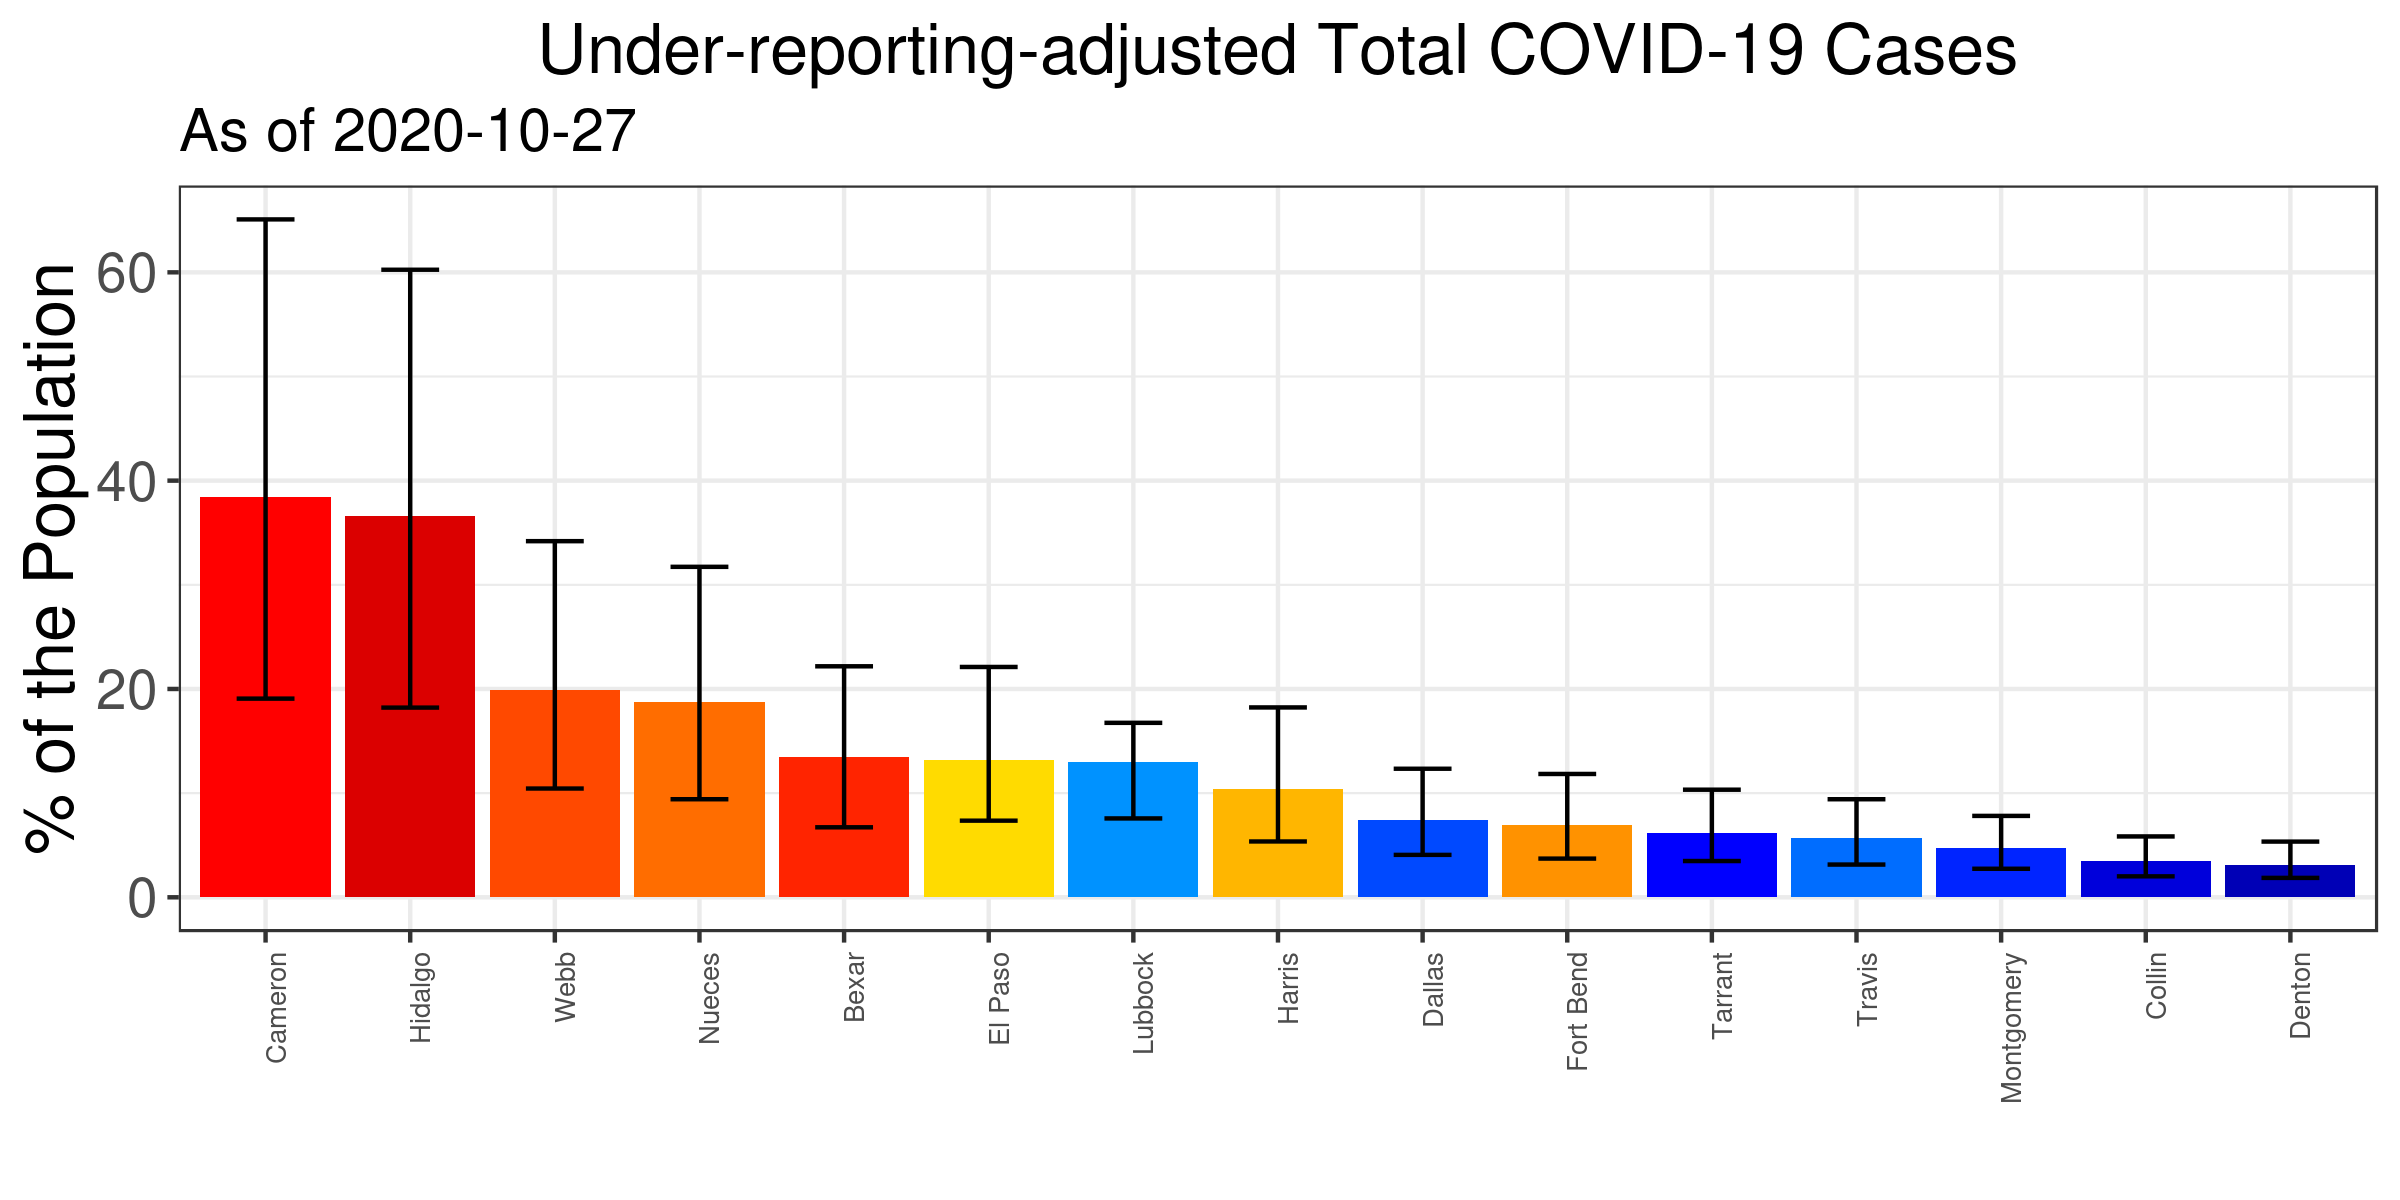 Under-reporting-adjusted Total COVID-19 Cases
As of 2020-10-27
% of the Population
60
40
20
0
Cameron
Hidalgo
Webb
Nueces
Bexar
El Paso
Lubbock
Harris
Dallas
Fort Bend
Tarrant
Travis
Montgomery
Collin
Denton